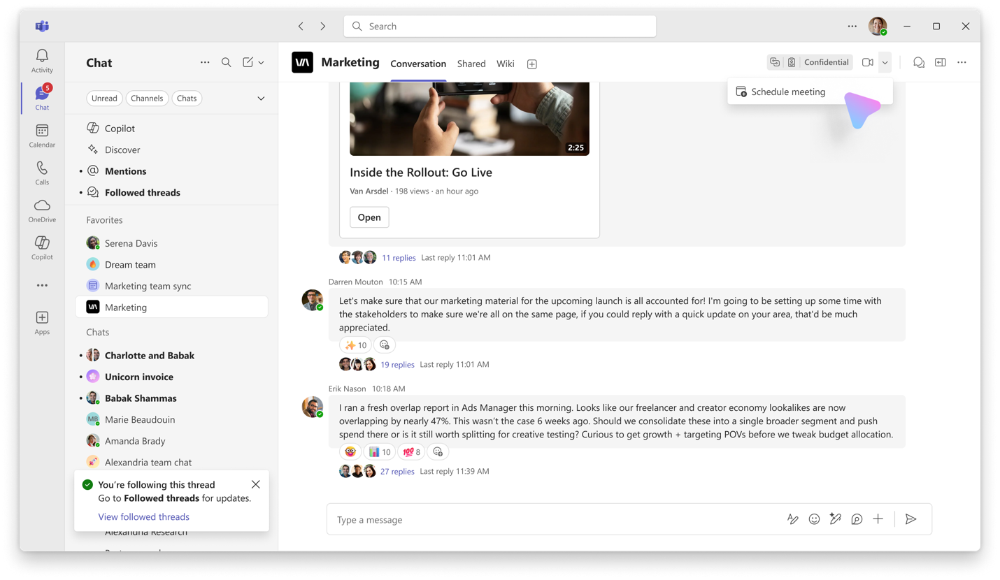 Search
Activity
5
Chat
Calendar
Calls
OneDrive
Copilot
Apps
Chat
Unread
Channels
Chats
Copilot
Discover
Mentions
Followed threads
Favorites
Serena Davis
Dream team
Marketing team sync
Marketing
Chats
Charlotte and Babak
Unicorn invoice
Babak Shammas
MB Marie Beaudouin
Amanda Brady
Alexandria team chat
You're following this thread
Go to Followed threads for updates.
View followed threads
Alexandria Research
VA Marketing
Conversation
Shared
Wiki
Confidential
Schedule meeting
2:25
Inside the Rollout: Go Live
Van Arsdel · 198 views · an hour ago
Open
11 replies Last reply 11:01 AM
Darren Mouton 10:15 AM
Let's make sure that our marketing material for the upcoming launch is all accounted for! I'm going to be setting up some time with
the stakeholders to make sure we're all on the same page, if you could reply with a quick update on your area, that'd be much
appreciated.
10
19 replies Last reply 11:01 AM
Erik Nason 10:18 AM
I ran a fresh overlap report in Ads Manager this morning. Looks like our freelancer and creator economy lookalikes are now
overlapping by nearly 47%. This wasn't the case 6 weeks ago. Should we consolidate these into a single broader segment and push
spend there or is it still worth splitting for creative testing? Curious to get growth + targeting POVs before we tweak budget allocation.
10 100 8
27 replies Last reply 11:39 AM
Type a message